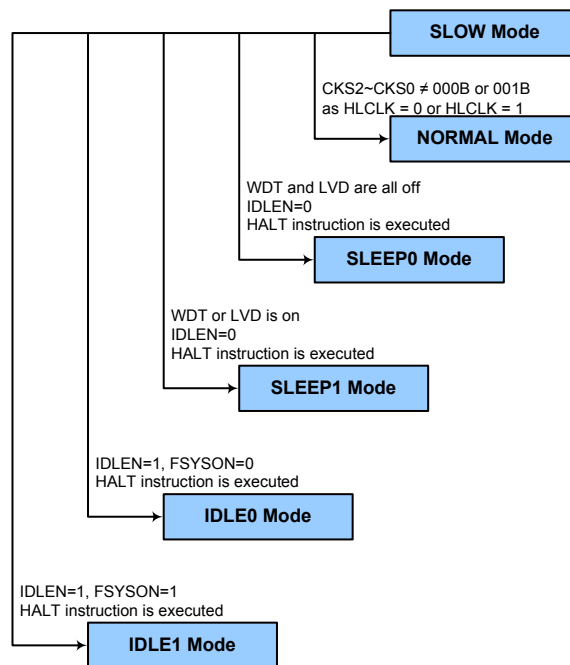 SLOW Mode
CKS2~CKS0 ≠ 000B or 001B
as HLCLK = 0 or HLCLK = 1
NORMAL Mode
WDT and LVD are all off
IDLEN=0
HALT instruction is executed
SLEEP0 Mode
WDT or LVD is on
IDLEN=0
HALT instruction is executed
SLEEP1 Mode
IDLEN=1, FSYSON=0
HALT instruction is executed
IDLE0 Mode
IDLEN=1, FSYSON=1
HALT instruction is executed
IDLE1 Mode